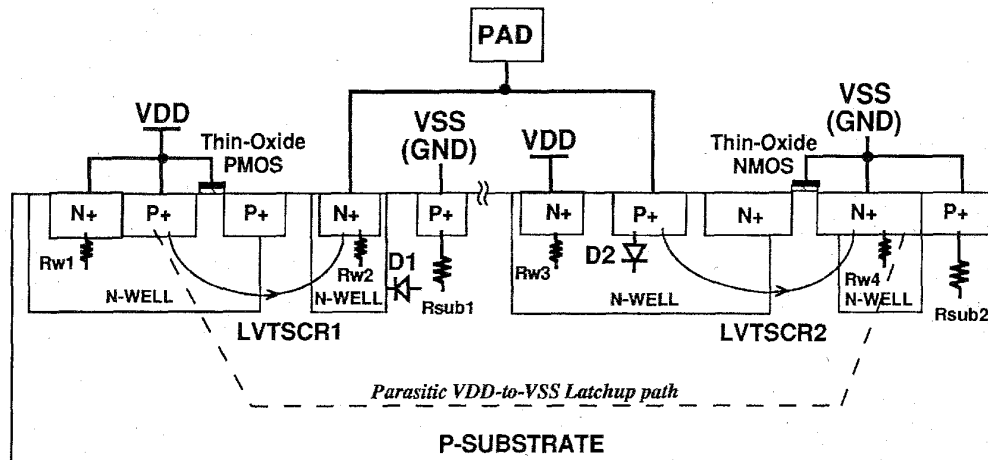 PAD
VDD
Thin-Oxide
PMOS
VSS
(GND)
VDD
Thin-Oxide
NMOS
VSS
(GND)
N+
P+
P+
N+
P+
N+
P+
N+
N+
P+
Rw1
Rw2
D1
Rsub1
Rw3
D2
Rw4
Rsub2
N-WELL
N-WELL
N-WELL
N-WELL
LVTSCR1
LVTSCR2
Parasitic VDD-to-VSS Latchup path
P-SUBSTRATE